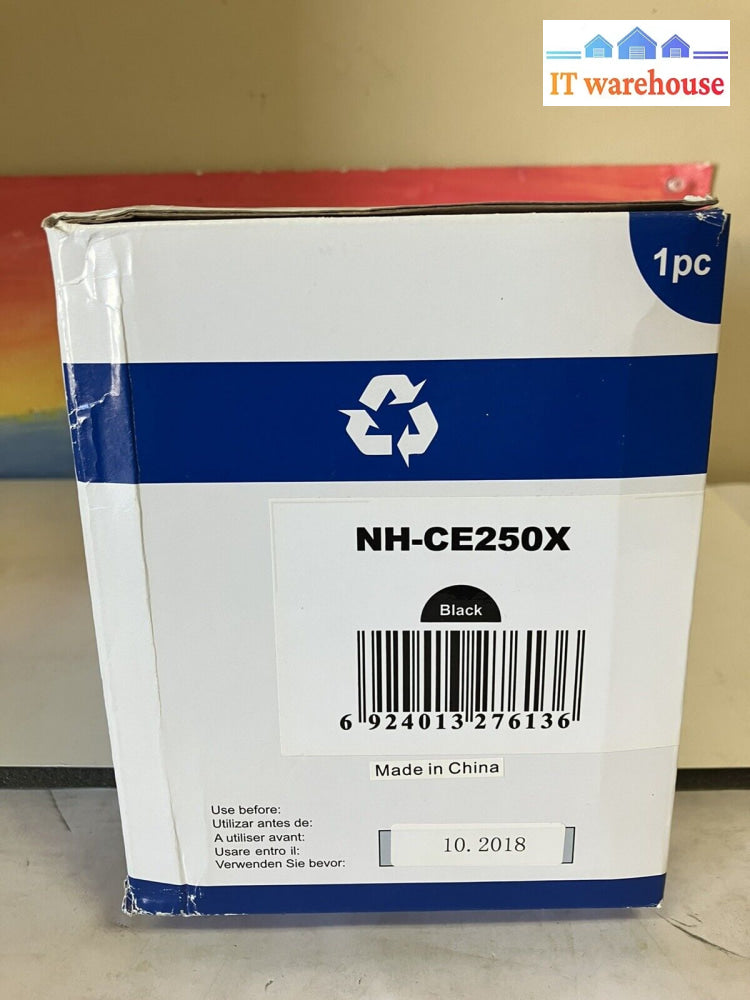 IT warehouse
1pc
NH-CE250X
Black
6 924013 276136
Made in China
Use before:
Utilizar antes de:
A utiliser avant:
Usare entro il:
Verwenden Sie bevor:
10. 2018